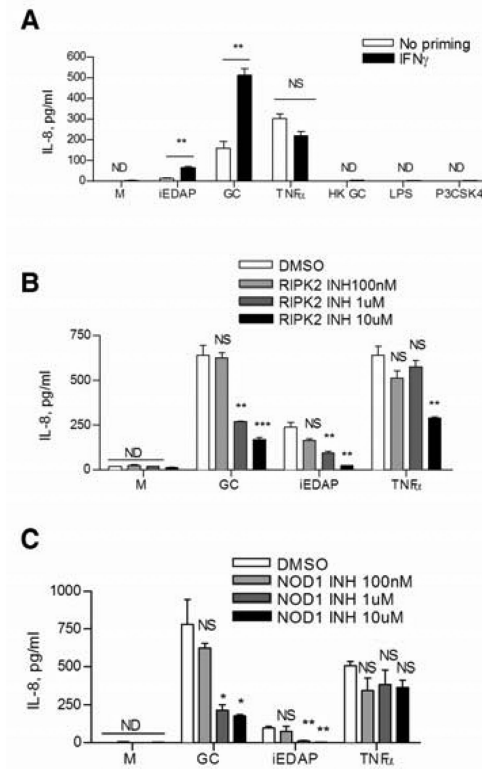 A
No priming
IFNγ
600
500
400
300
200
100
0
IL-8, pg/ml
ND
**
**
NS
ND
ND
ND
M
iEDAP
GC
TNFα
HK GC
LPS
P3CSK4
B
DMSO
RIPK2 INH100nM
RIPK2 INH 1uM
RIPK2 INH 10uM
750
500
250
0
IL-8, pg/ml
ND
NS
**
***
NS
**
**
NS
NS
**
M
GC
iEDAP
TNFα
C
DMSO
NOD1 INH 100nM
NOD1 INH 1uM
NOD1 INH 10uM
1000
750
500
250
0
IL-8, pg/ml
ND
NS
*
*
NS
**
**
NS
NS
NS
M
GC
iEDAP
TNFα